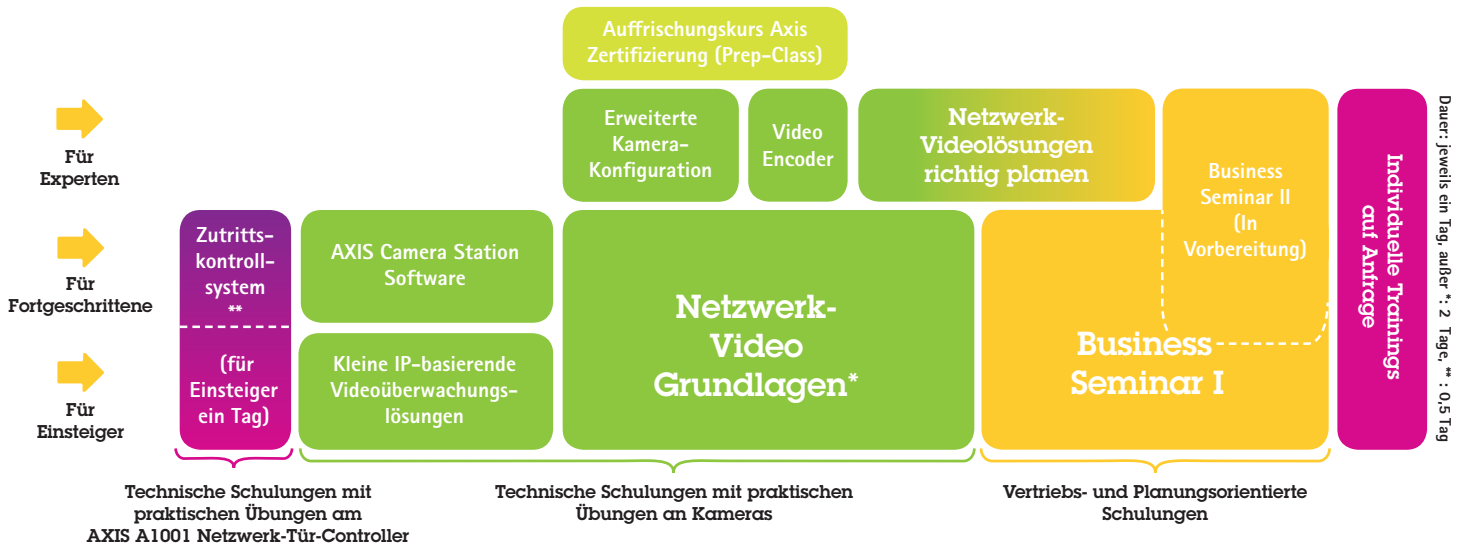 Auffrischungskurs Axis
Zertifizierung (Prep-Class)
Für
Experten
Erweiterte
Kamera-
Konfiguration
Video
Encoder
Netzwerk-
Videolösungen
richtig planen
Business
Seminar II
(In
Vorbereitung)
Individuelle Trainings
auf Anfrage
Dauer: jeweils ein Tag, außer *: 2 Tage, ** : 0,5 Tag
Für
Fortgeschrittene
Zutritts-
kontroll-
system
**
AXIS Camera Station
Software
Netzwerk-
Video
Grundlagen*
Business
Seminar I
Für
Einsteiger
(für
Einsteiger
ein Tag)
Kleine IP-basierende
Videoüberwachungs-
lösungen
Technische Schulungen mit
praktischen Übungen am
AXIS A1001 Netzwerk-Tür-Controller
Technische Schulungen mit praktischen
Übungen an Kameras
Vertriebs- und Planungsorientierte
Schulungen